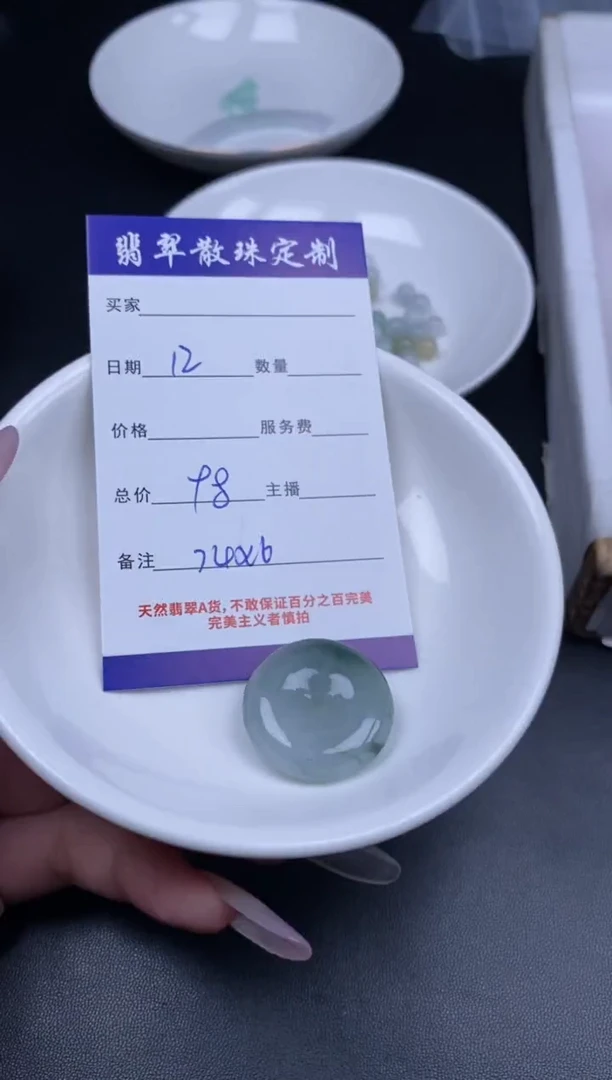 翡翠散珠定制
买家
日期 12 数量
价格 服务费
总价 98 主播
备注
天然翡翠A货,不敢保证百分之百完美
完美主义者慎拍